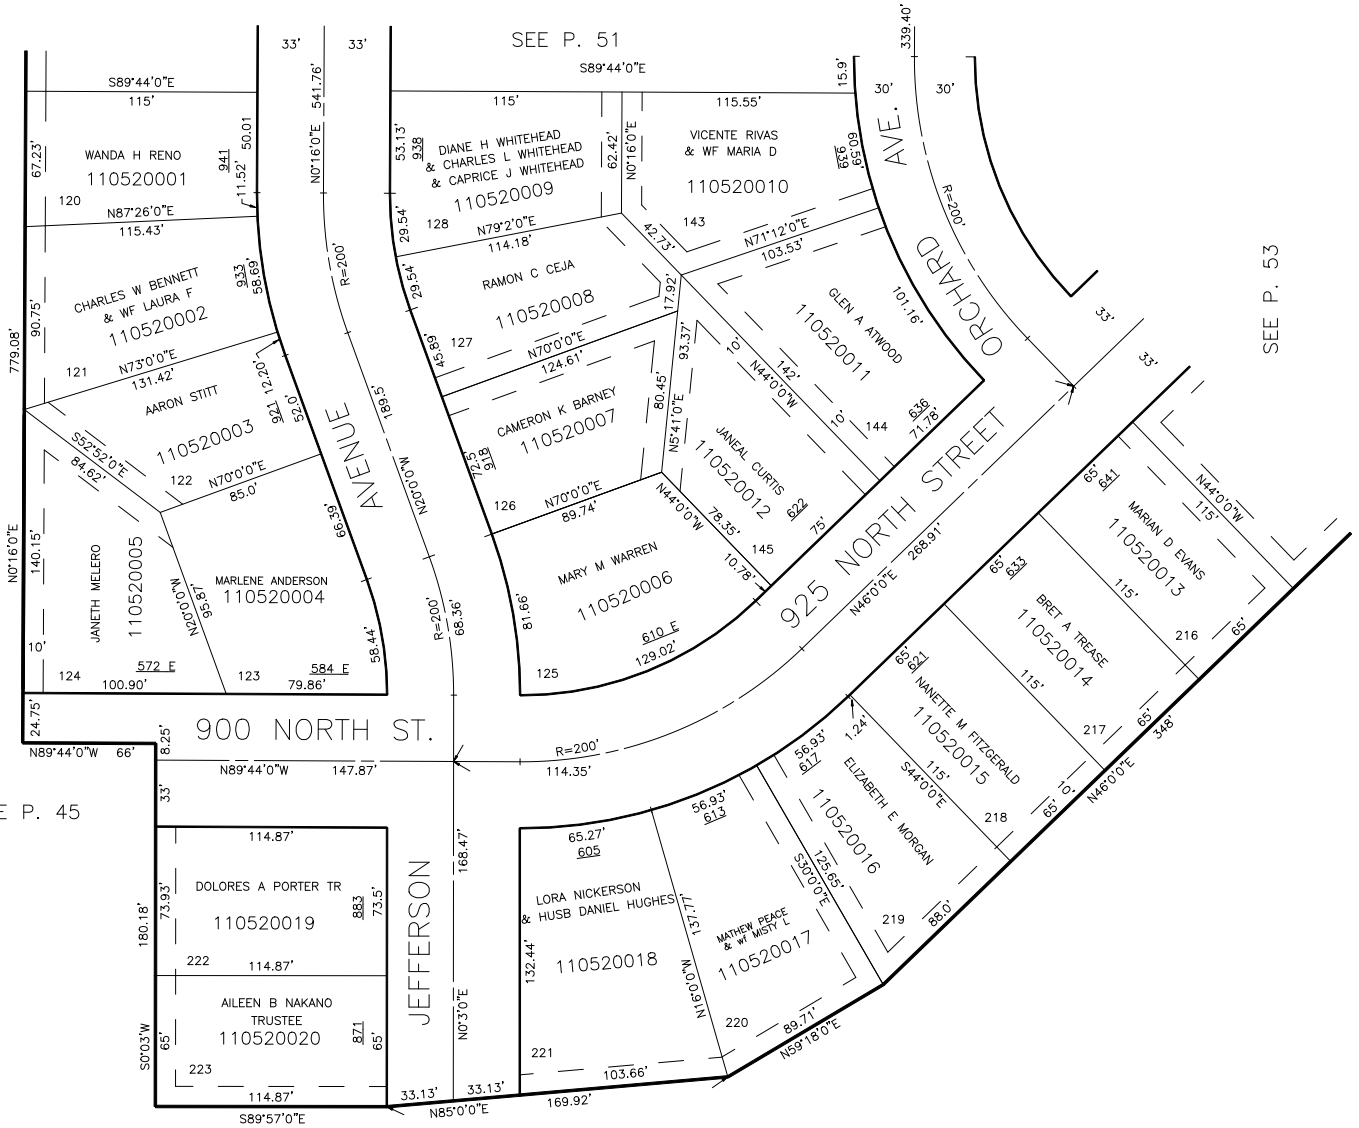 SEE P. 51
S89°44'0"E
33'
33'
541.76'
N0°16'0"E
339.40'
30'
30'
15.9'
S89°44'0"E
115'
67.23'
WANDA H RENO
110520001
941
50.01
11.52'
120
N87°26'0"E
115.43'
115'
53.13'
938
DIANE H WHITEHEAD
& CHARLES L WHITEHEAD
& CAPRICE J WHITEHEAD
110520009
62.42'
N0°16'0"E
128
29.54'
N79°2'0"E
114.18'
115.55'
VICENTE RIVAS
& WF MARIA D
110520010
60.59'
939
143
42.73'
N71°12'0"E
103.53'
AVE.
ORCHARD
R=200'
33'
33'
SEE P. 53
779.08'
90.75'
CHARLES W BENNETT
& WF LAURA F
110520002
933
58.69'
121
N73°0'0"E
131.42'
R=200'
29.54'
RAMON C CEJA
110520008
17.92'
45.89'
127
N70°0'0"E
124.61'
GLEN A ATWOOD
110520011
101.16'
10'
142'
N44°0'0"W
10'
144
636
71.78'
AARON STITT
110520003
921
12.20'
52.0'
122
N70°0'0"E
85.0'
S52°52'0"E
84.62'
AVENUE
189.5'
N20°0'0"W
CAMERON K BARNEY
110520007
72.5'
918
126
N70°0'0"E
89.74'
93.37'
80.45'
N5°41'0"E
JANEAL CURTIS
110520012
622
75'
145
N44°0'0"W
78.35'
10.78'
925 NORTH STREET
N46°0'0"E
268.91'
N0°16'0"E
140.15'
JANETH MELERO
110520005
10'
124
572 E
100.90'
N20°0'0"W
95.87'
66.39'
MARLENE ANDERSON
110520004
58.44'
123
584 E
79.86'
R=200'
68.36'
81.66'
MARY M WARREN
110520006
610 E
129.02'
125
65'
641
MARIAN D EVANS
110520013
N44°0'0"W
115'
216
65'
65'
633
BRET A TREASE
110520014
115'
217
65'
348'
65'
621
NANETTE M FITZGERALD
110520015
115'
218
10'
65'
N46°0'0"E
24.75'
N89°44'0"W 66'
8.25'
900 NORTH ST.
N89°44'0"W 147.87'
R=200'
114.35'
33'
E P. 45
56.93'
617
1.24'
ELIZABETH E MORGAN
110520016
115'
S44°0'0"E
219
88.0'
56.93'
613
MATHEW PEACE
& wf MISTY L
110520017
S30°0'0"E
125.65'
220
89.71'
N59°18'0"E
65.27'
605
LORA NICKERSON
& HUSB DANIEL HUGHES
110520018
132.44'
137.77'
N16°0'0"W
221
103.66'
JEFFERSON
168.47'
N0°3'0"E
114.87'
180.18'
73.93'
DOLORES A PORTER TR
110520019
883
73.5'
222
114.87'
S0°03'W
65'
AILEEN B NAKANO
TRUSTEE
110520020
871
65'
223
114.87'
S89°57'0"E
33.13'
33.13'
N85°0'0"E
169.92'